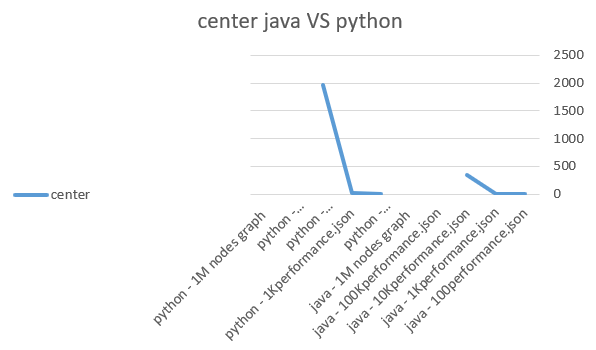 center java VS python
2500
2000
1500
1000
500
0
center
python - 1M nodes graph
python -...
python -...
python - 1Kperformance.json
python -...
java - 1M nodes graph
java - 100Kperformance.json
java - 10Kperformance.json
java - 1Kperformance.json
java - 100performance.json